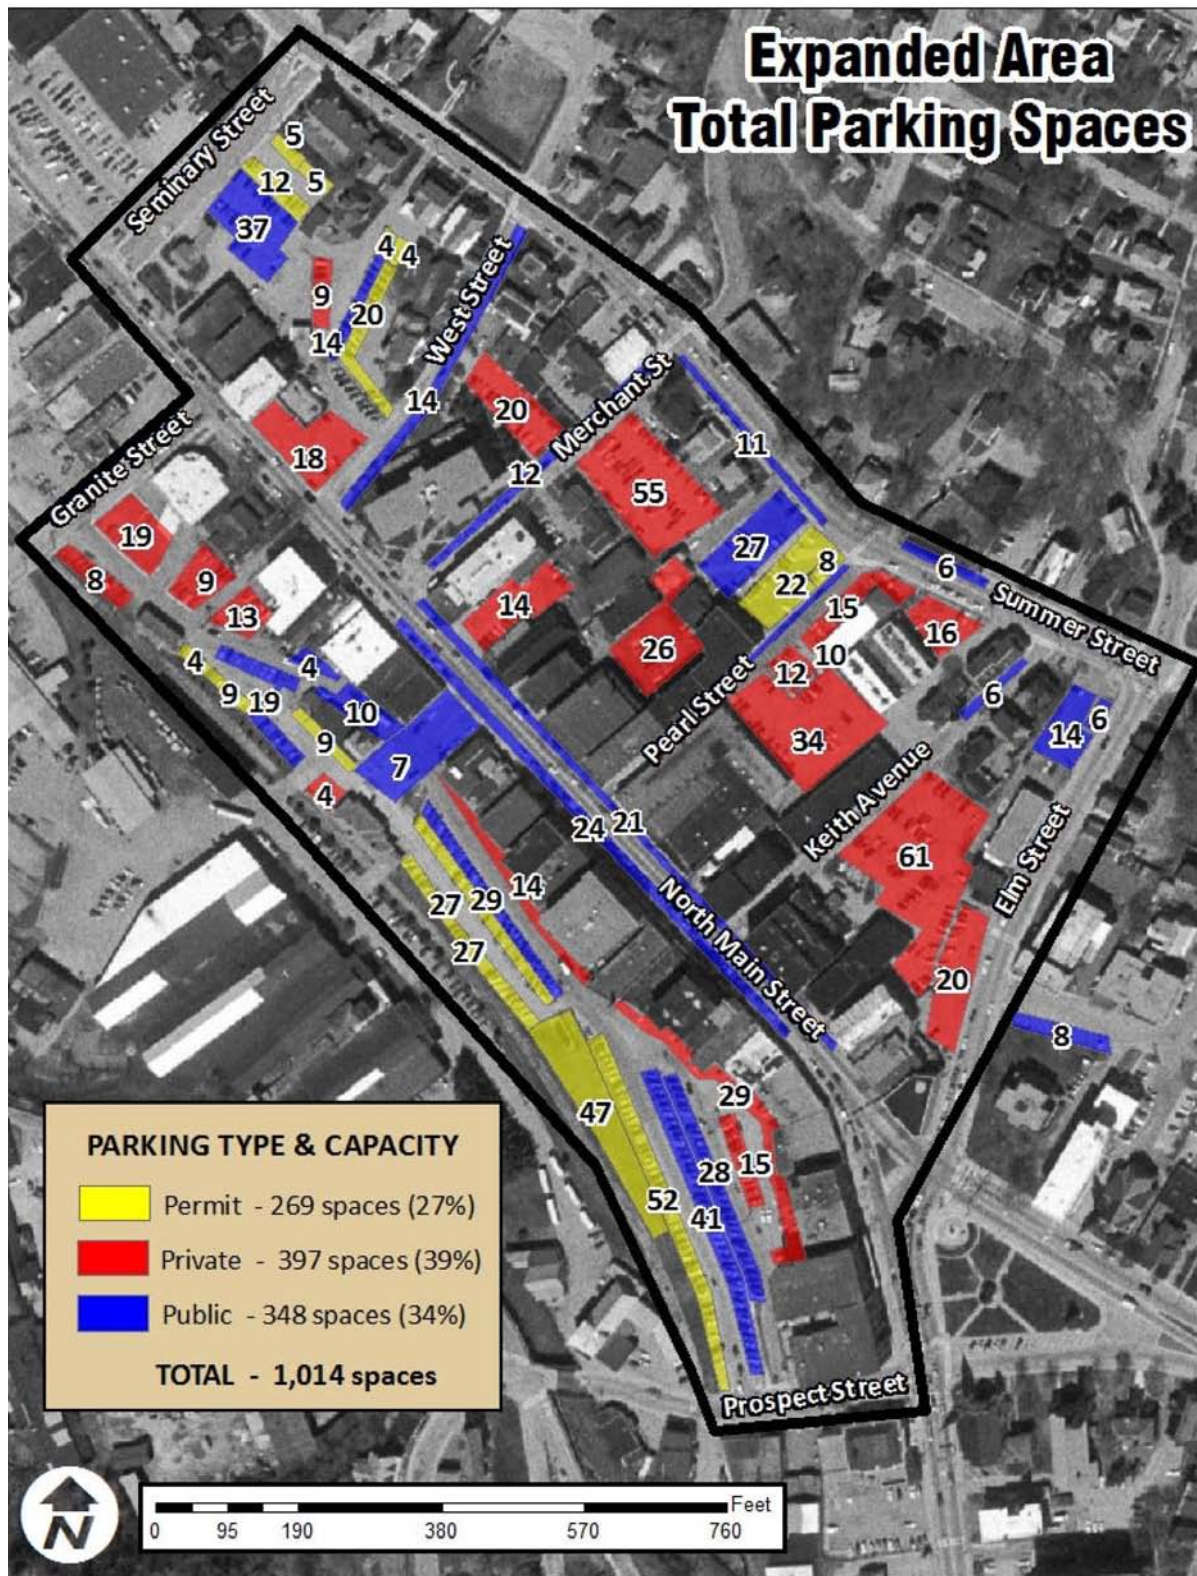 Expanded Area
Total Parking Spaces
Seminary Street
5
12
5
37
4
4
9
20
14
West Street
14
20
Merchant St
12
11
18
55
Granite Street
19
8
9
13
27
8
22
6
Summer Street
14
26
15
16
10
12
Pearl Street
34
6
14
6
4
4
9
19
10
9
7
4
24
21
Keith Avenue
61
Elm Street
14
29
27
27
North Main Street
20
8
47
29
28
15
52
41
PARKING TYPE & CAPACITY
Permit - 269 spaces (27%)
Private - 397 spaces (39%)
Public - 348 spaces (34%)
TOTAL - 1,014 spaces
Prospect Street
N
Feet
0 95 190 380 570 760